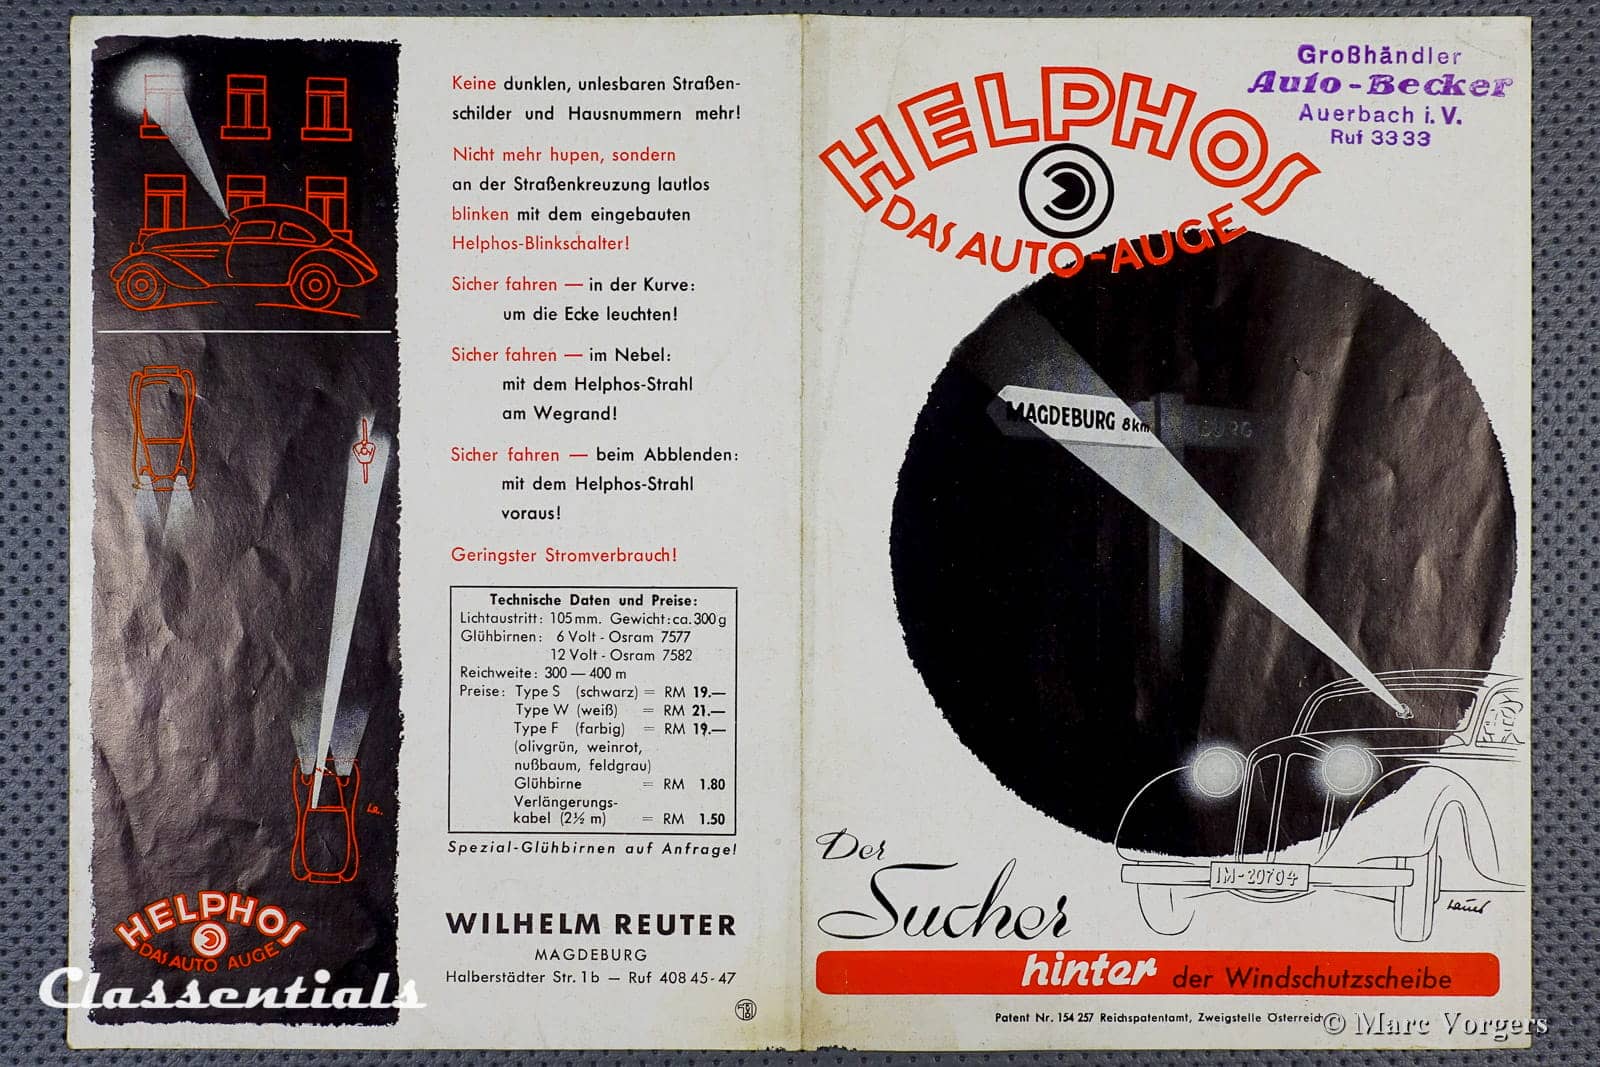 Keine dunklen, unlesbaren Straßen-
schilder und Hausnummern mehr!
Nicht mehr hupen, sondern
an der Straßenkreuzung lautlos
blinken mit dem eingebauten
Helphos-Blinkschalter!
Sicher fahren — in der Kurve:
um die Ecke leuchten!
Sicher fahren — im Nebel:
mit dem Helphos-Strahl
am Wegrand!
Sicher fahren — beim Abblenden:
mit dem Helphos-Strahl
voraus!
Geringster Stromverbrauch!
Technische Daten und Preise:
Lichtaustritt: 105 mm. Gewicht: ca. 300 g
Glühbirnen: 6 Volt - Osram 7577
12 Volt - Osram 7582
Reichweite: 300 — 400 m
Preise: Type S (schwarz) = RM 19.—
Type W (weiß) = RM 21.—
Type F (farbig) = RM 19.—
(olivgrün, weinrot,
nußbaum, feldgrau)
Glühbirne = RM 1.80
Verlängerungs-
kabel (2½ m) = RM 1.50
Spezial-Glühbirnen auf Anfrage!
WILHELM REUTER
MAGDEBURG
Halberstädter Str. 1 b — Ruf 408 45 - 47
Le.
HELPHOS
DAS AUTO AUGE
Classentials
Großhändler
Auto-Becker
Auerbach i. V.
Ruf 33 33
HELPHOS
DAS AUTO-AUGE
MAGDEBURG 8 km
BURG
IM-20704
Der
Sucher
hinter der Windschutzscheibe
Patent Nr. 154 257 Reichspatentamt, Zweigstelle Österreich
© Marc Vorgers